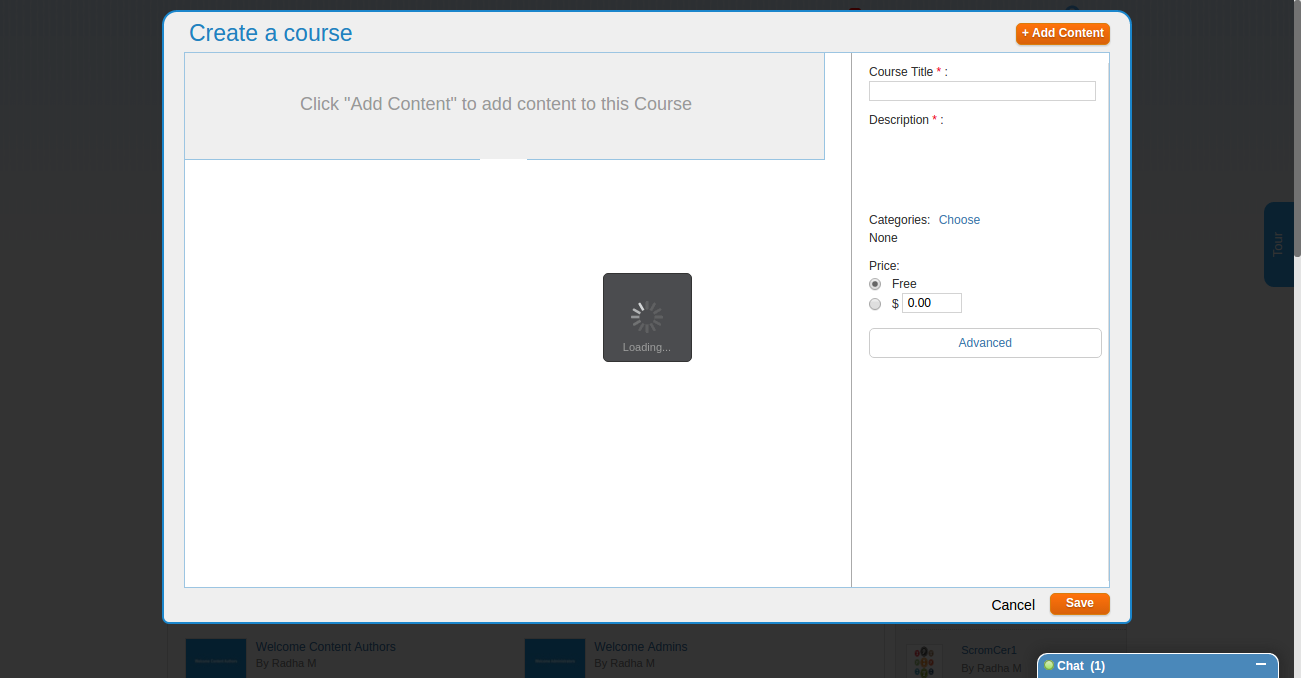 Create a course
+ Add Content
Click "Add Content" to add content to this Course
Course Title * :
Description * :
Categories: Choose
None
Price:
Free
$ 0.00
Advanced
Loading...
Tour
Cancel
Save
Welcome Content Authors
By Radha M
Welcome Admins
By Radha M
ScromCer1
By Radha M
Chat (1)